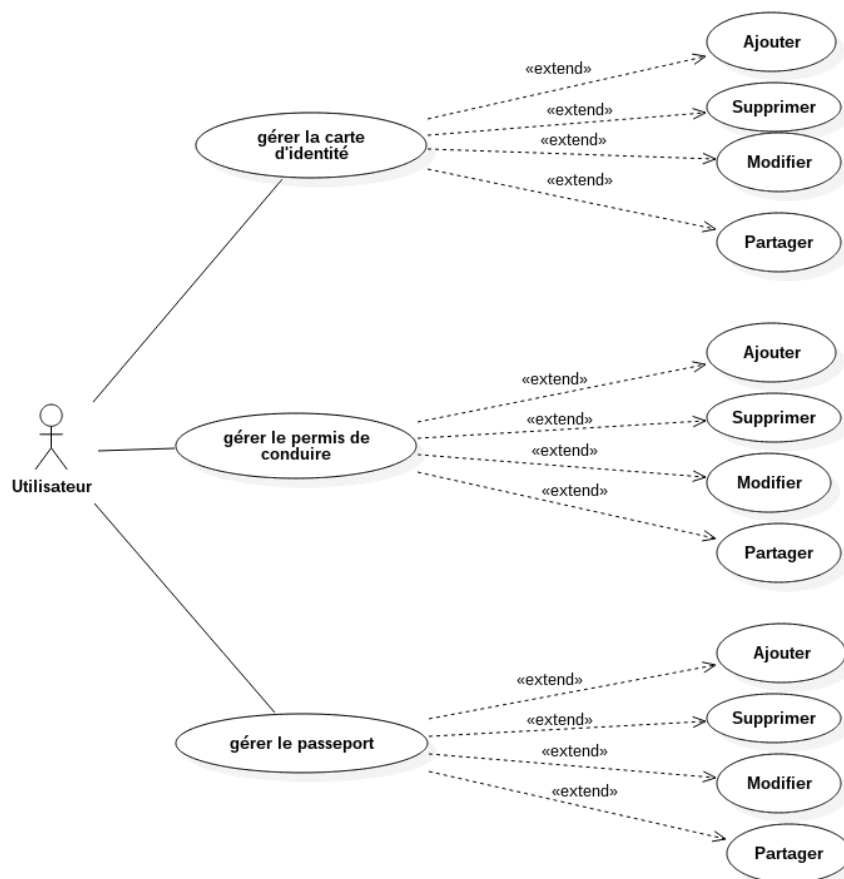 Ajouter
«extend»
Supprimer
«extend»
gérer la carte
d'identité
«extend»
Modifier
«extend»
Partager
Ajouter
«extend»
Supprimer
«extend»
gérer le permis de
conduire
«extend»
Modifier
«extend»
Partager
Utilisateur
Ajouter
«extend»
Supprimer
«extend»
gérer le passeport
«extend»
Modifier
«extend»
Partager